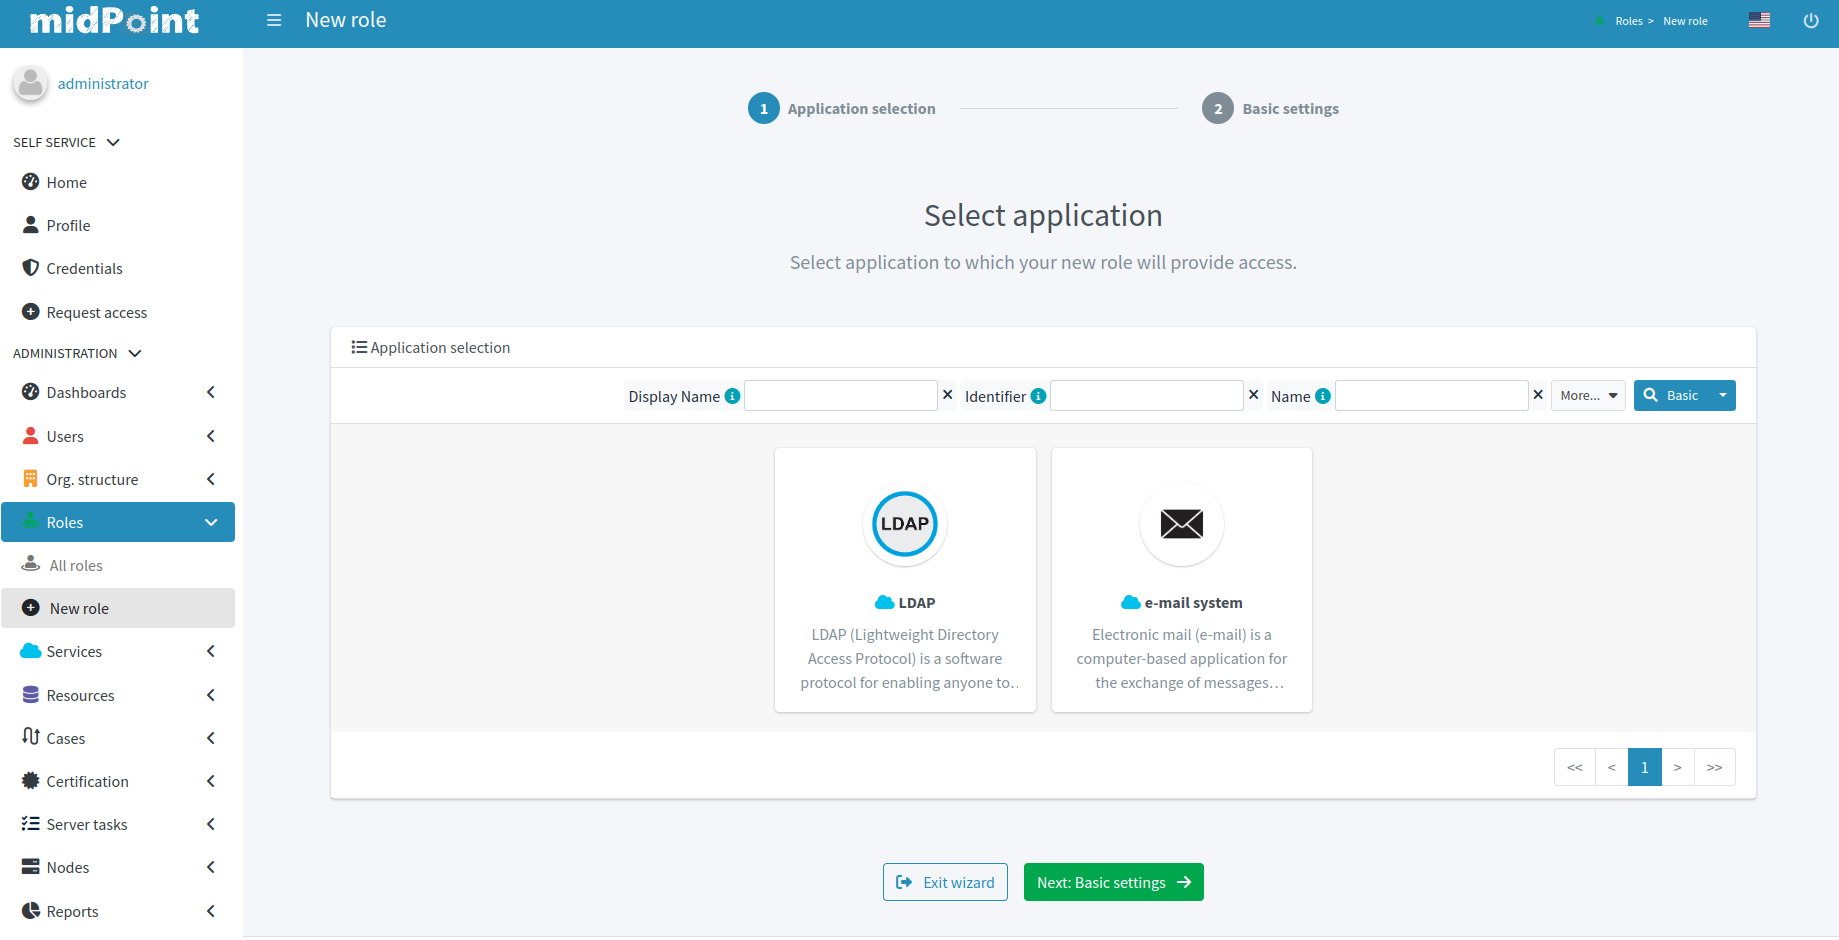 midPoint
New role
Roles > New role
administrator
SELF SERVICE
Home
Profile
Credentials
Request access
ADMINISTRATION
Dashboards
Users
Org. structure
Roles
All roles
New role
Services
Resources
Cases
Certification
Server tasks
Nodes
Reports
1 Application selection
2 Basic settings
Select application
Select application to which your new role will provide access.
Application selection
Display Name
Identifier
Name
More...
Basic
LDAP
LDAP
LDAP (Lightweight Directory
Access Protocol) is a software
protocol for enabling anyone to..
e-mail system
Electronic mail (e-mail) is a
computer-based application for
the exchange of messages…
<< < 1 > >>
Exit wizard
Next: Basic settings